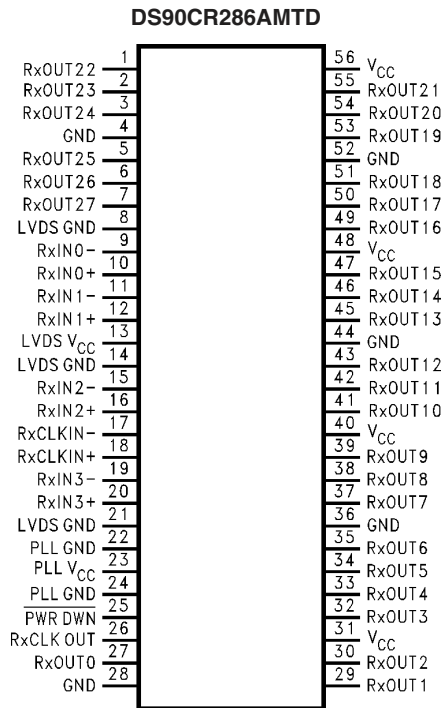 DS90CR286AMTD
RxOUT22 1 56 VCC
RxOUT23 2 55 RxOUT21
RxOUT24 3 54 RxOUT20
GND 4 53 RxOUT19
RxOUT25 5 52 GND
RxOUT26 6 51 RxOUT18
RxOUT27 7 50 RxOUT17
LVDS GND 8 49 RxOUT16
RxIN0- 9 48 VCC
RxIN0+ 10 47 RxOUT15
RxIN1- 11 46 RxOUT14
RxIN1+ 12 45 RxOUT13
LVDS VCC 13 44 GND
LVDS GND 14 43 RxOUT12
RxIN2- 15 42 RxOUT11
RxIN2+ 16 41 RxOUT10
RxCLKIN- 17 40 VCC
RxCLKIN+ 18 39 RxOUT9
RxIN3- 19 38 RxOUT8
RxIN3+ 20 37 RxOUT7
LVDS GND 21 36 GND
PLL GND 22 35 RxOUT6
PLL VCC 23 34 RxOUT5
PLL GND 24 33 RxOUT4
PWR DWN 25 32 RxOUT3
RxCLK OUT 26 31 VCC
RxOUT0 27 30 RxOUT2
GND 28 29 RxOUT1